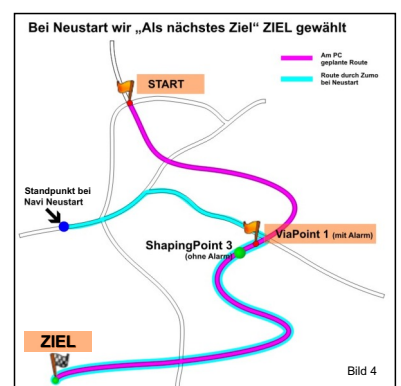 Bei Neustart wir „Als nächstes Ziel“ ZIEL gewählt
Am PC
geplante Route
START
Route durch Zumo
bei Neustart
Standpunkt bei
Navi Neustart
ViaPoint 1 (mit Alarm)
ShapingPoint 3
(ohne Alarm)
ZIEL
Bild 4